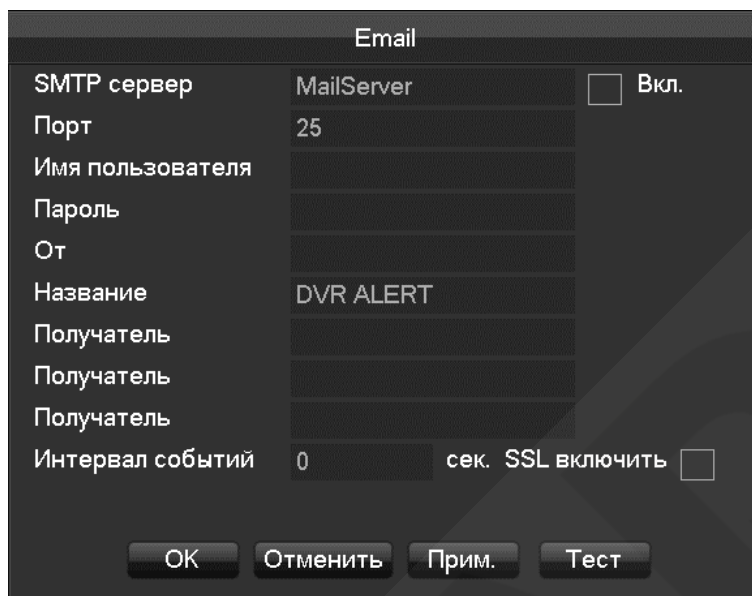 Email
SMTP сервер MailServer Вкл.
Порт 25
Имя пользователя
Пароль
От
Название DVR ALERT
Получатель
Получатель
Получатель
Интервал событий 0 сек. SSL включить
OK Отменить Прим. Тест